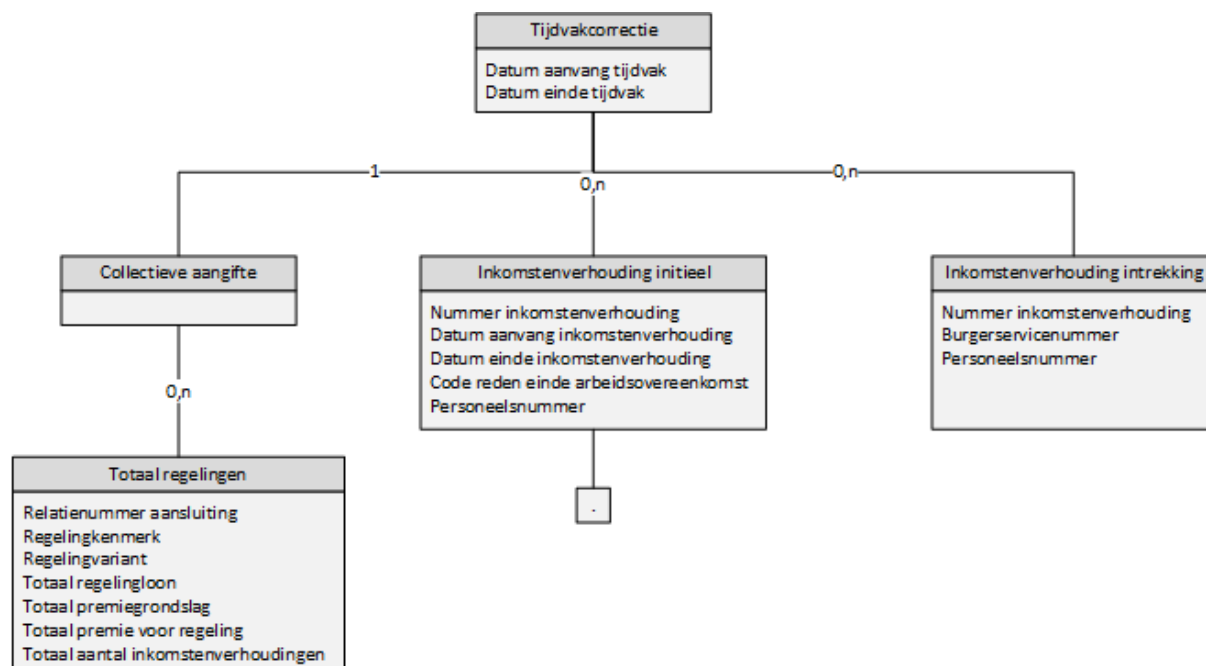 Tijdvakcorrectie
Datum aanvang tijdvak
Datum einde tijdvak
1
0,n
0,n
Collectieve aangifte
0,n
Totaal regelingen
Relatienummer aansluiting
Regelingkenmerk
Regelingvariant
Totaal regelingloon
Totaal premiegrondslag
Totaal premie voor regeling
Totaal aantal inkomstenverhoudingen
Inkomstenverhouding initieel
Nummer inkomstenverhouding
Datum aanvang inkomstenverhouding
Datum einde inkomstenverhouding
Code reden einde arbeidsovereenkomst
Personeelsnummer
.
Inkomstenverhouding intrekking
Nummer inkomstenverhouding
Burgerservicenummer
Personeelsnummer